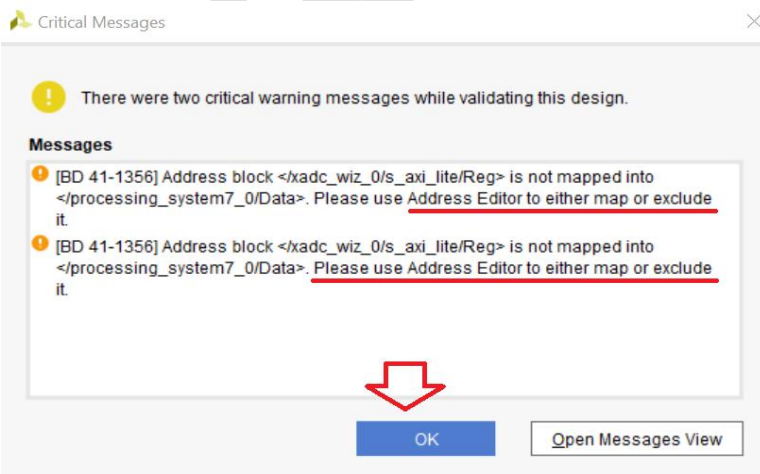 Critical Messages
There were two critical warning messages while validating this design.
Messages
[BD 41-1356] Address block </xadc_wiz_0/s_axi_lite/Reg> is not mapped into
</processing_system7_0/Data>. Please use Address Editor to either map or exclude
it.
[BD 41-1356] Address block </xadc_wiz_0/s_axi_lite/Reg> is not mapped into
</processing_system7_0/Data>. Please use Address Editor to either map or exclude
it.
OK
Open Messages View